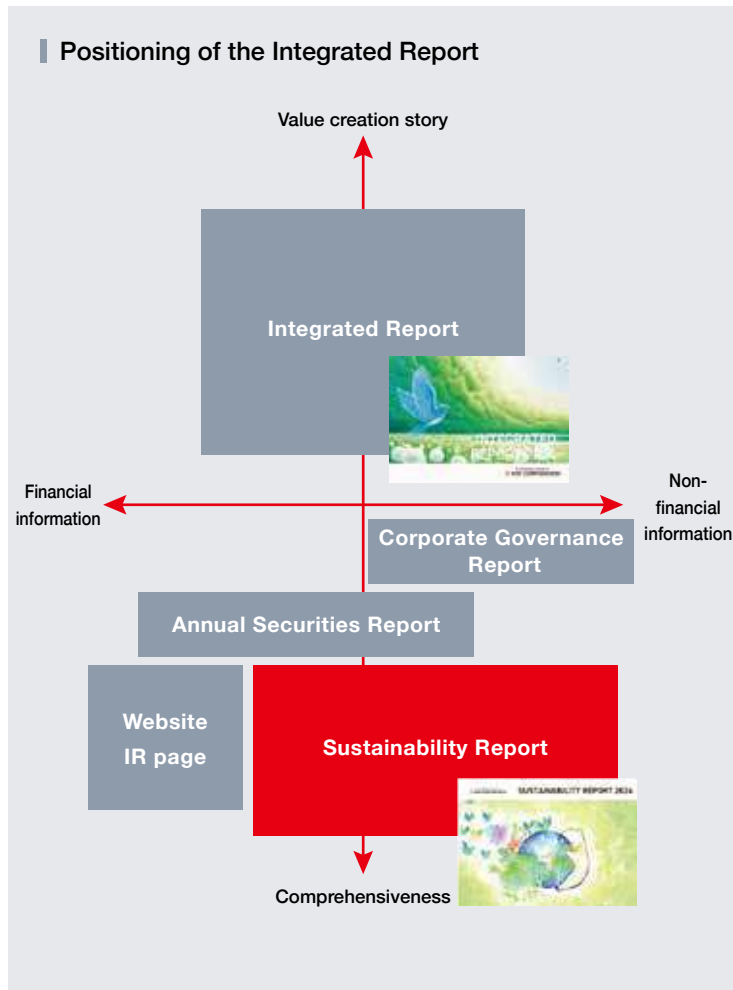 Positioning of the Integrated Report
Value creation story
Integrated Report
INTEGRATED
Financial
information
Non-
financial
information
Corporate Governance
Report
Annual Securities Report
Website
IR page
Sustainability Report
SUSTAINABILITY REPORT 2024
Comprehensiveness